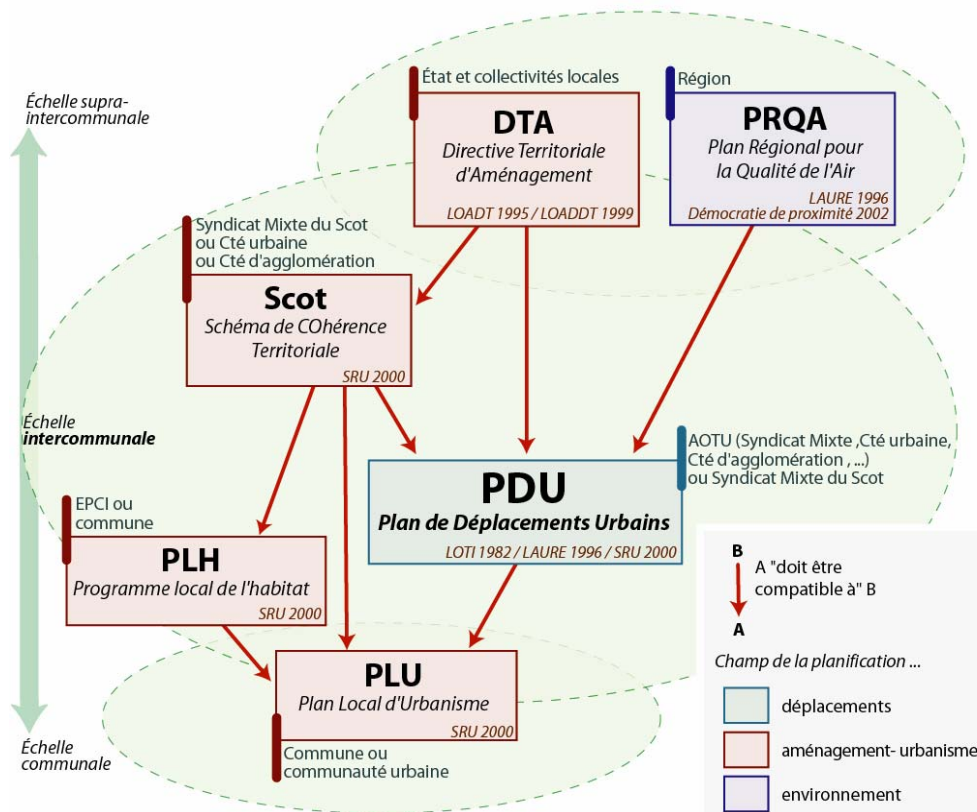 Échelle supra-
intercommunale
État et collectivités locales
DTA
Directive Territoriale
d'Aménagement
LOADT 1995 / LOADDT 1999
Région
PRQA
Plan Régional pour
la Qualité de l'Air
LAURE 1996
Démocratie de proximité 2002
Syndicat Mixte du Scot
ou Cté urbaine
ou Cté d'agglomération
Scot
Schéma de COhérence
Territoriale
SRU 2000
Échelle
intercommunale
AOTU (Syndicat Mixte ,Cté urbaine,
Cté d'agglomération , ...)
ou Syndicat Mixte du Scot
PDU
Plan de Déplacements Urbains
LOTI 1982 / LAURE 1996 / SRU 2000
EPCI ou
commune
PLH
Programme local de l'habitat
SRU 2000
PLU
Plan Local d'Urbanisme
SRU 2000
Commune ou
communauté urbaine
Échelle
communale
B
A "doit être
compatible à" B
A
Champ de la planification ...
déplacements
aménagement- urbanisme
environnement